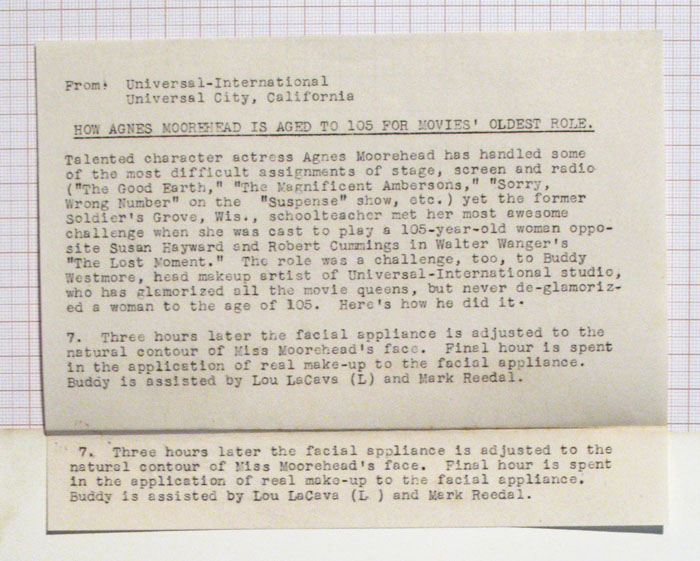 From: Universal-International
Universal City, California
HOW AGNES MOOREHEAD IS AGED TO 105 FOR MOVIES' OLDEST ROLE.
Talented character actress Agnes Moorehead has handled some
of the most difficult assignments of stage, screen and radio
("The Good Earth," "The Magnificent Ambersons," "Sorry,
Wrong Number" on the "Suspense" show, etc.) yet the former
Soldier's Grove, Wis., schoolteacher met her most awesome
challenge when she was cast to play a 105-year-old woman oppo-
site Susan Hayward and Robert Cummings in Walter Wanger's
"The Lost Moment." The role was a challenge, too, to Buddy
Westmore, head makeup artist of Universal-International studio,
who has glamorized all the movie queens, but never de-glamoriz-
ed a woman to the age of 105. Here's how he did it.
7. Three hours later the facial appliance is adjusted to the
natural contour of Miss Moorehead's face. Final hour is spent
in the application of real make-up to the facial appliance.
Buddy is assisted by Lou LaCava (L) and Mark Reedal.
7. Three hours later the facial appliance is adjusted to the
natural contour of Miss Moorehead's face. Final hour is spent
in the application of real make-up to the facial appliance.
Buddy is assisted by Lou LaCava (L ) and Mark Reedal.